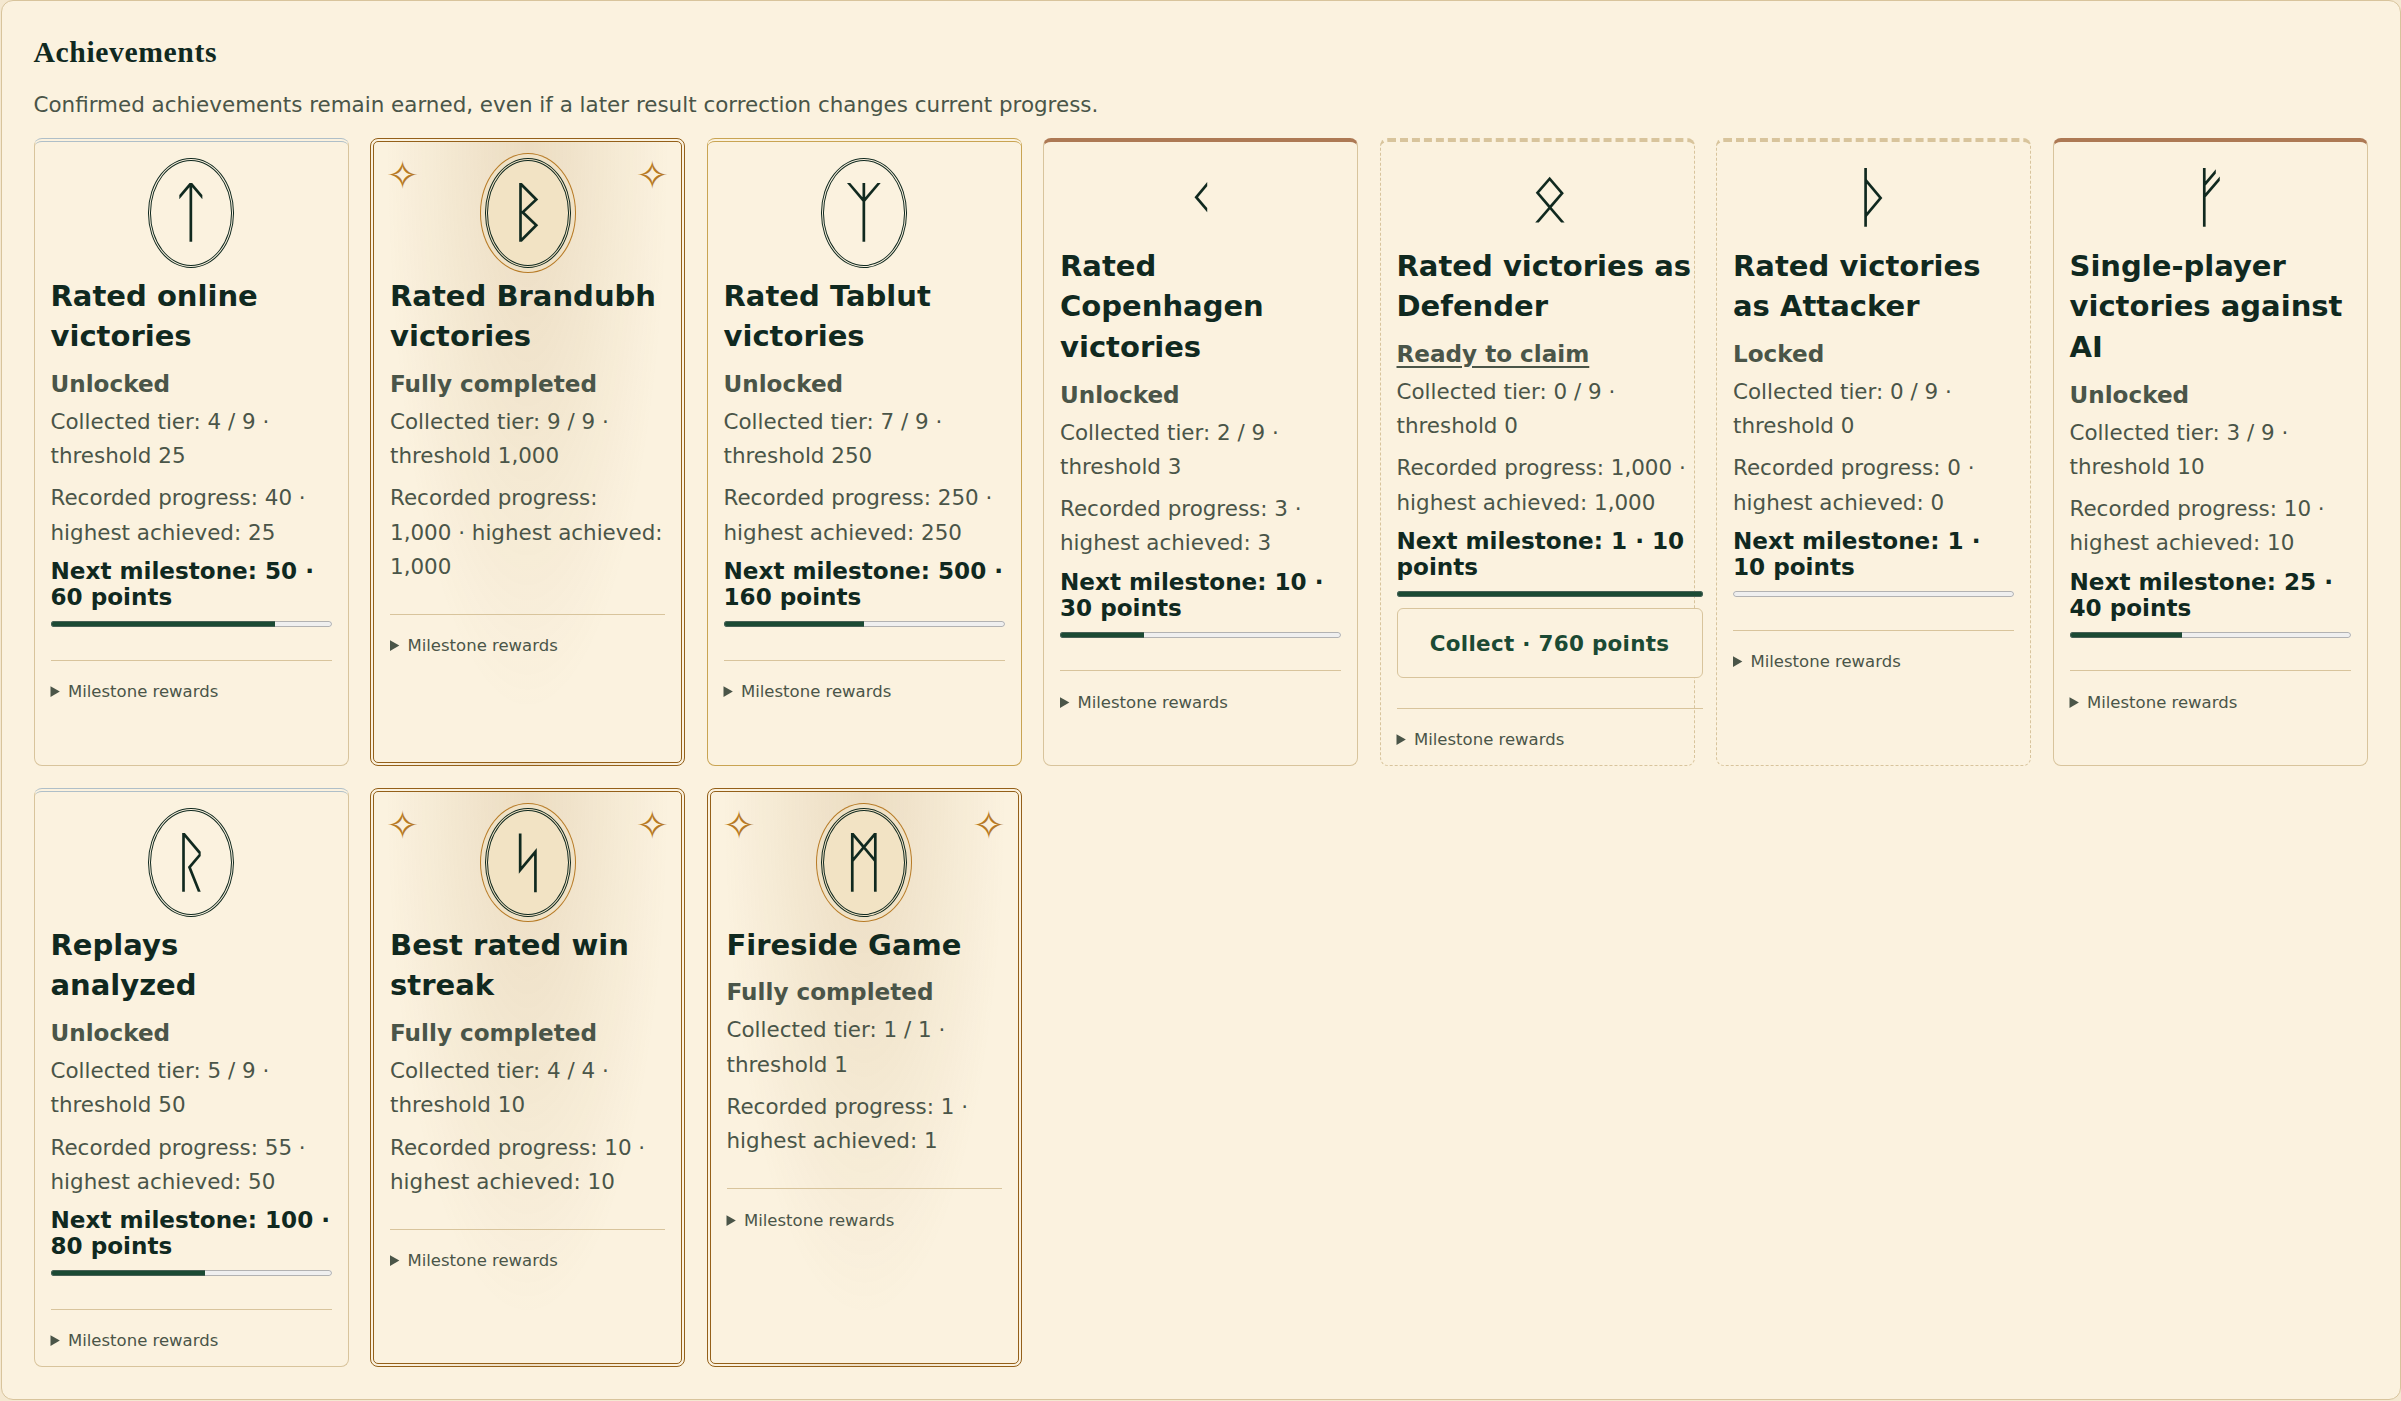 Achievements
Confirmed achievements remain earned, even if a later result correction changes current progress.
ᛏ
Rated online
victories
Unlocked
Collected tier: 4 / 9 ·
threshold 25
Recorded progress: 40 ·
highest achieved: 25
Next milestone: 50 ·
60 points
▶ Milestone rewards
✧ ᛒ ✧
Rated Brandubh
victories
Fully completed
Collected tier: 9 / 9 ·
threshold 1,000
Recorded progress:
1,000 · highest achieved:
1,000
▶ Milestone rewards
ᛉ
Rated Tablut
victories
Unlocked
Collected tier: 7 / 9 ·
threshold 250
Recorded progress: 250 ·
highest achieved: 250
Next milestone: 500 ·
160 points
▶ Milestone rewards
ᚲ
Rated
Copenhagen
victories
Unlocked
Collected tier: 2 / 9 ·
threshold 3
Recorded progress: 3 ·
highest achieved: 3
Next milestone: 10 ·
30 points
▶ Milestone rewards
ᛟ
Rated victories as
Defender
Ready to claim
Collected tier: 0 / 9 ·
threshold 0
Recorded progress: 1,000 ·
highest achieved: 1,000
Next milestone: 1 · 10
points
Collect · 760 points
▶ Milestone rewards
ᚦ
Rated victories
as Attacker
Locked
Collected tier: 0 / 9 ·
threshold 0
Recorded progress: 0 ·
highest achieved: 0
Next milestone: 1 ·
10 points
▶ Milestone rewards
ᚠ
Single-player
victories against
AI
Unlocked
Collected tier: 3 / 9 ·
threshold 10
Recorded progress: 10 ·
highest achieved: 10
Next milestone: 25 ·
40 points
▶ Milestone rewards
ᚱ
Replays
analyzed
Unlocked
Collected tier: 5 / 9 ·
threshold 50
Recorded progress: 55 ·
highest achieved: 50
Next milestone: 100 ·
80 points
▶ Milestone rewards
✧ ᛋ ✧
Best rated win
streak
Fully completed
Collected tier: 4 / 4 ·
threshold 10
Recorded progress: 10 ·
highest achieved: 10
▶ Milestone rewards
✧ ᛗ ✧
Fireside Game
Fully completed
Collected tier: 1 / 1 ·
threshold 1
Recorded progress: 1 ·
highest achieved: 1
▶ Milestone rewards